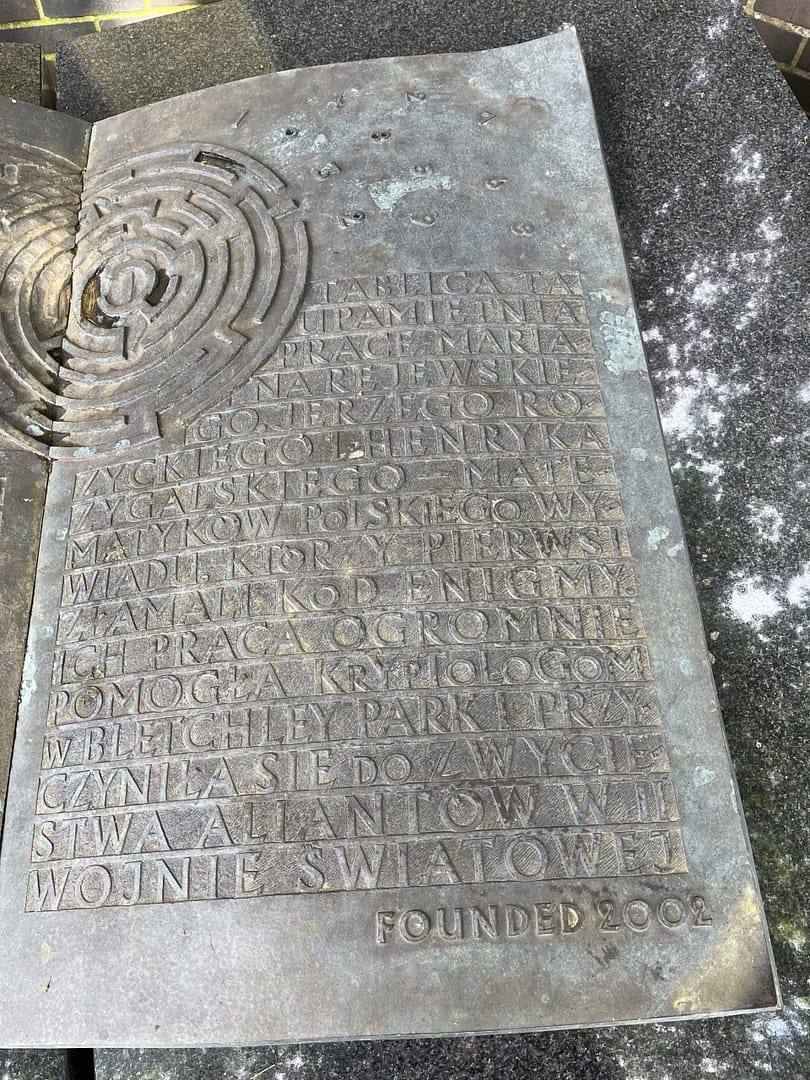 TABLICA TA
UPAMIĘTNIA
PRACĘ MARIA
NA REJEWSKIE-
GO, JERZEGO RÓ-
ŻYCKIEGO I HENRYKA
ZYGALSKIEGO – MATE-
MATYKÓW POLSKIEGO WY-
WIADU, KTÓRZY PIERWSI
ZŁAMALI KOD ENIGMY.
ICH PRACA OGROMNIE
POMOGŁA KRYPTOLOGOM
W BLETCHLEY PARK I PRZY-
CZYNIŁA SIĘ DO ZWYCIĘ-
STWA ALIANTÓW W II
WOJNIE ŚWIATOWEJ
FOUNDED 2002